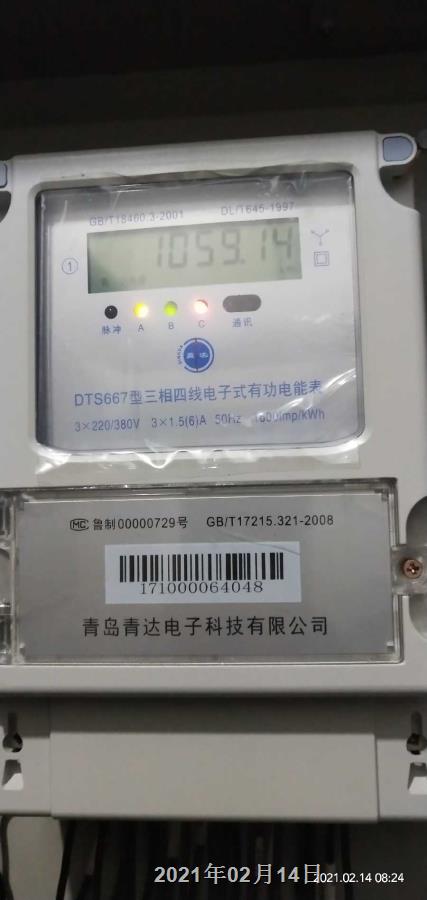 GB/T18460.3-2001 DL/T645-1997
1059.14
①
脉冲 A B C 通讯
DTS667型三相四线电子式有功电能表
3×220/380V 3×1.5(6)A 50Hz 1600imp/kWh
MC 鲁制00000729号 GB/T17215.321-2008
171000064048
青岛青达电子科技有限公司
2021年02月14日
2021.02.14 08:24